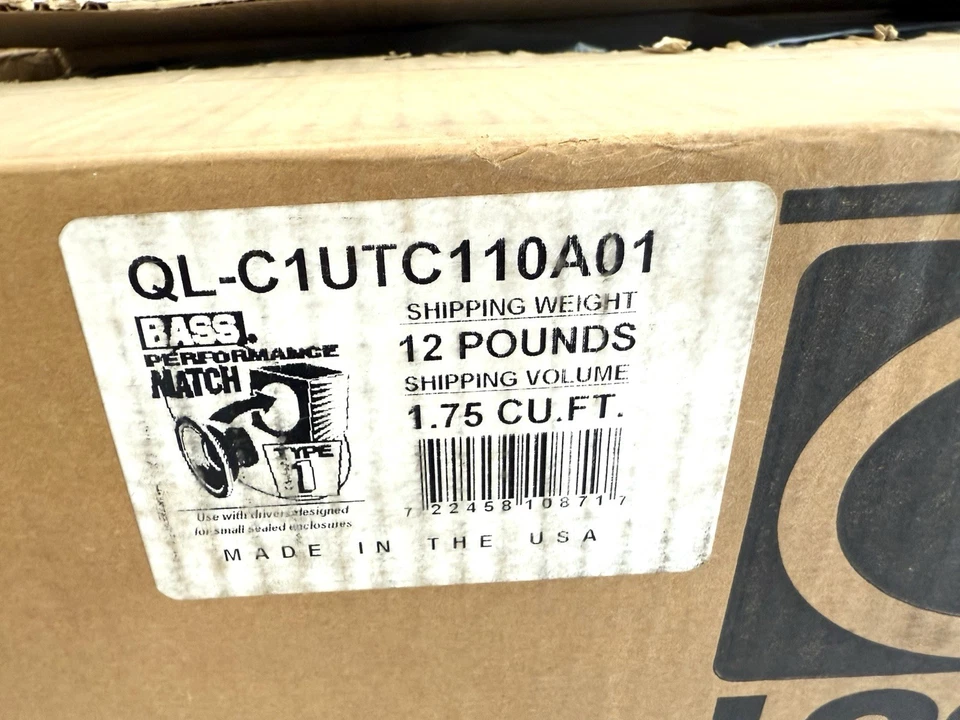 QL-C1UTC110A01
BASS.
PERFORMANCE
MATCH
TYPE
1
Use with drivers designed
for small sealed enclosures
SHIPPING WEIGHT
12 POUNDS
SHIPPING VOLUME
1.75 CU.FT.
7 22458 10871 7
MADE IN THE USA